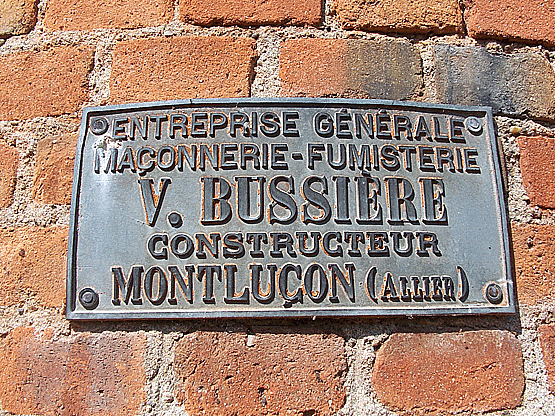 ENTREPRISE GÉNÉRALE
MAÇONNERIE-FUMISTERIE
V. BUSSIÈRE
CONSTRUCTEUR
MONTLUÇON (ALLIER)